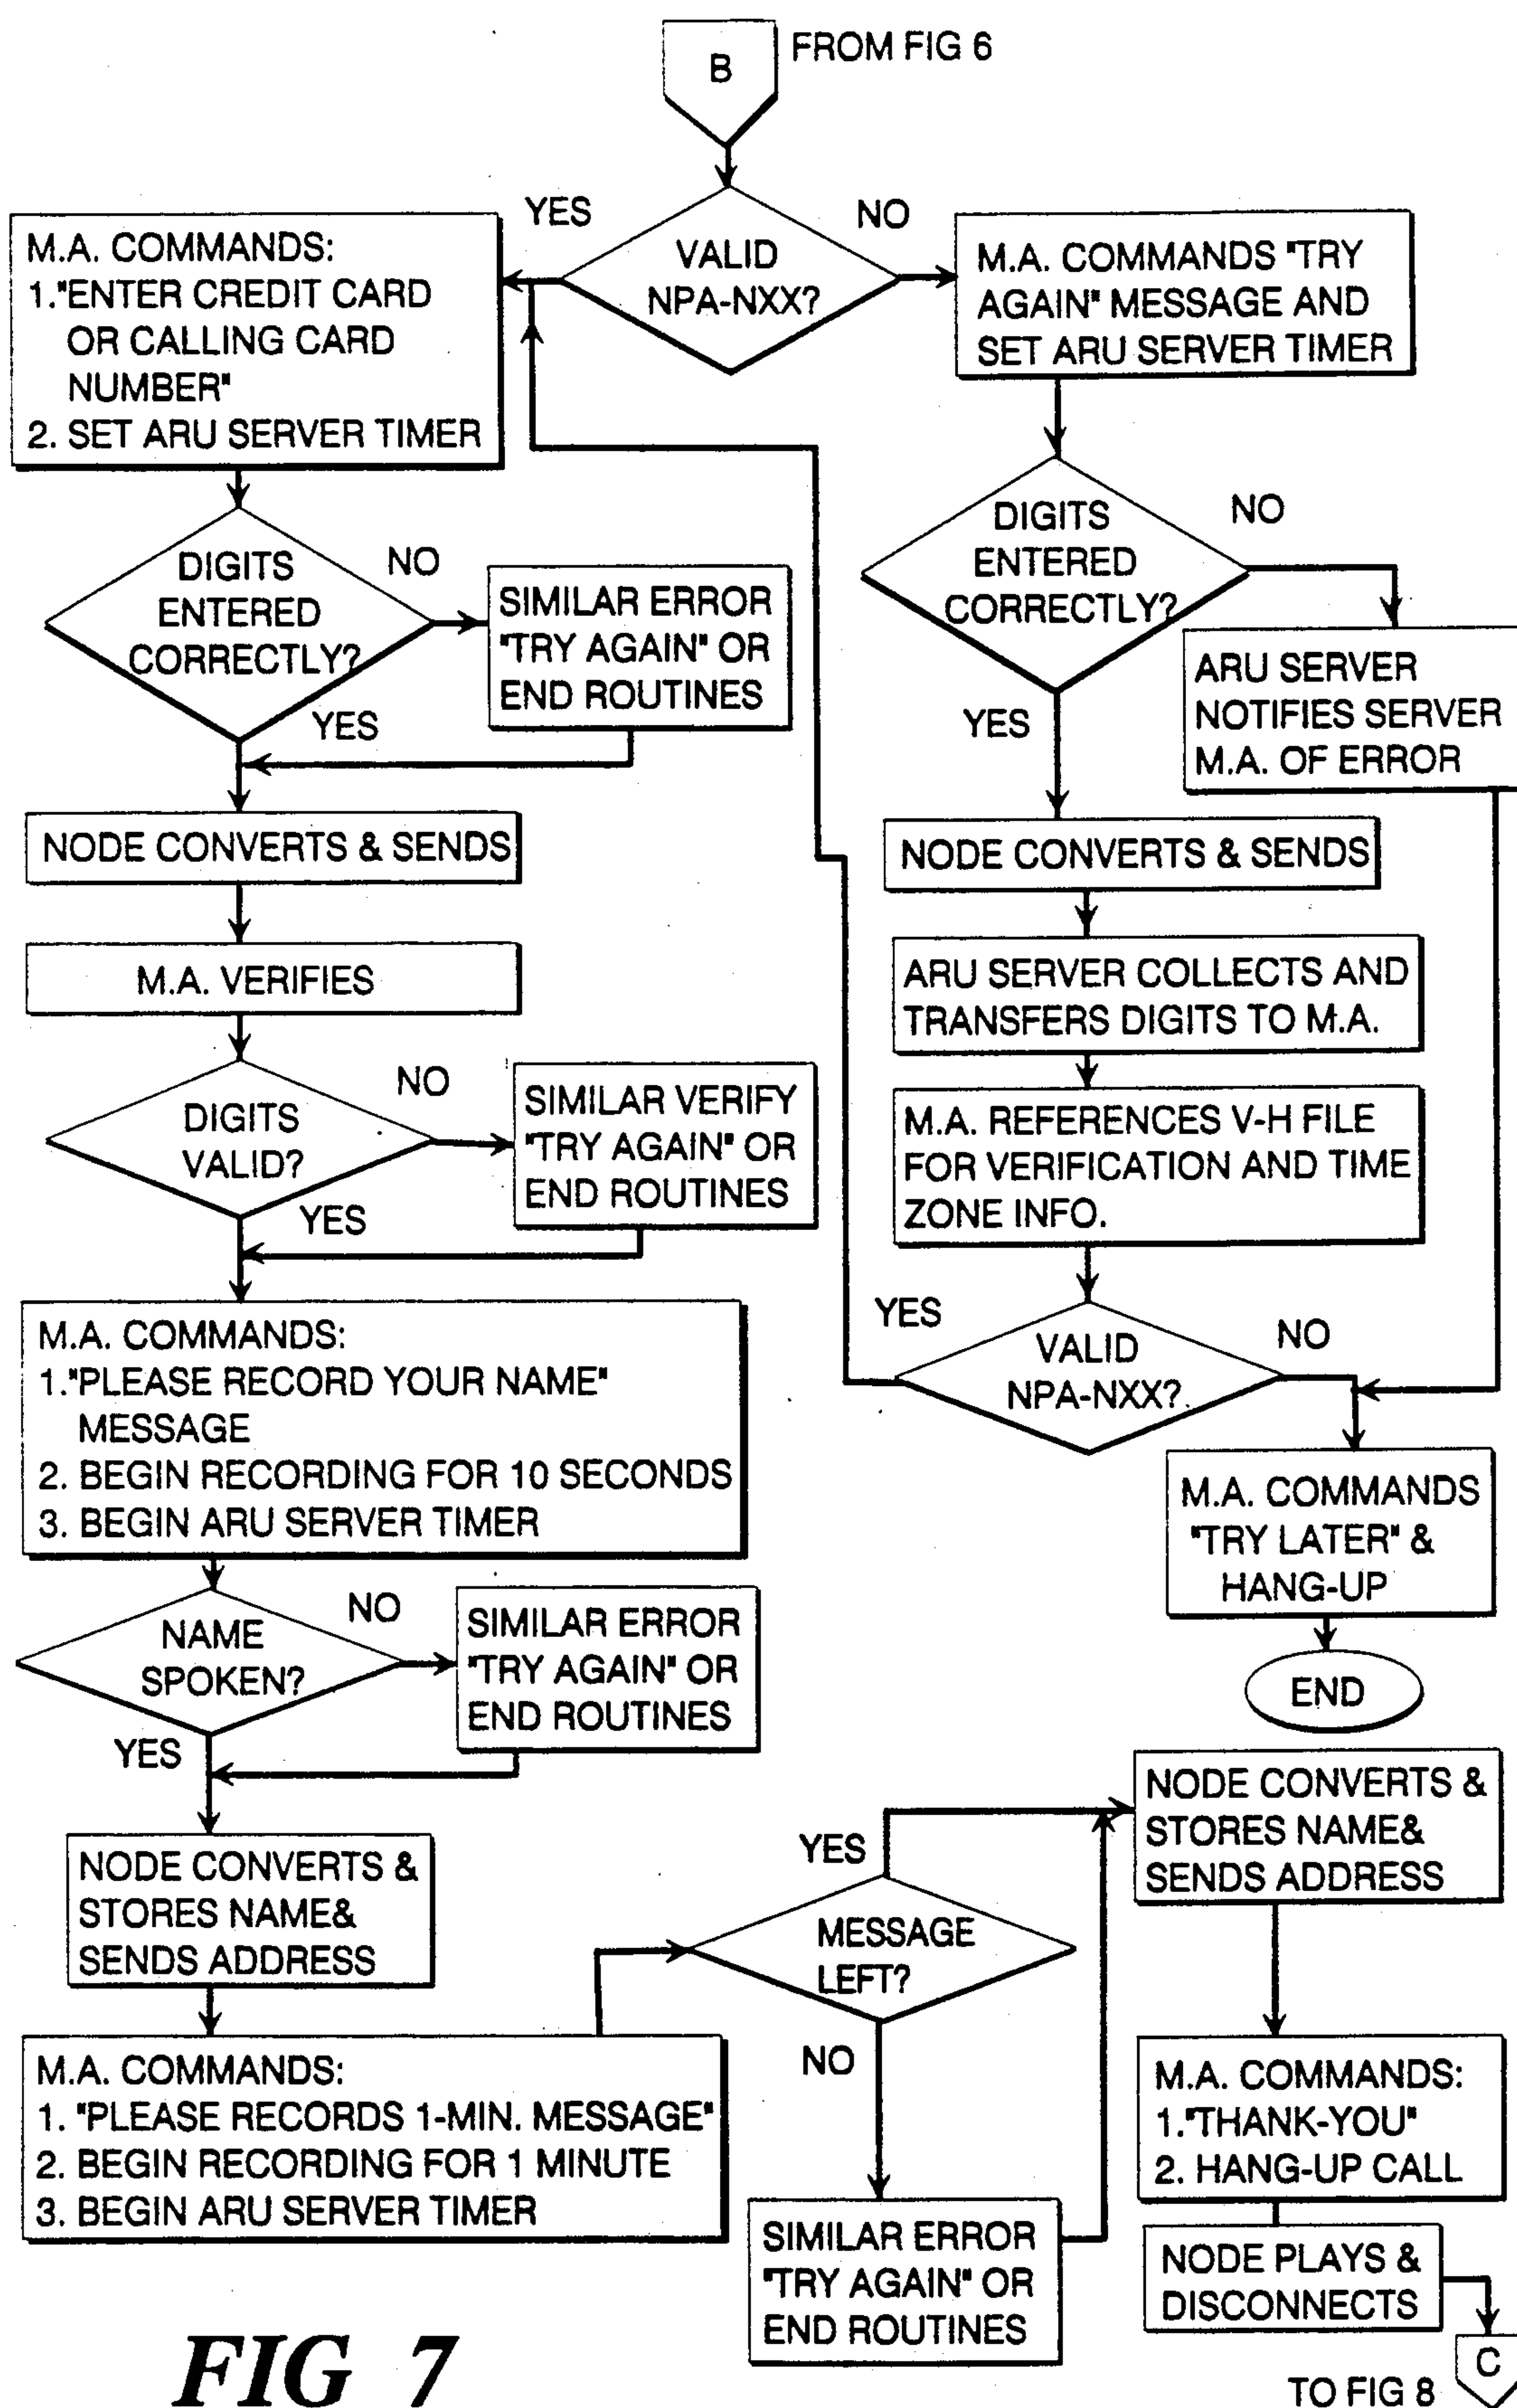 B
FROM FIG 6
YES
VALID
NPA-NXX?
NO
M.A. COMMANDS:
1."ENTER CREDIT CARD
OR CALLING CARD
NUMBER"
2. SET ARU SERVER TIMER
M.A. COMMANDS "TRY
AGAIN" MESSAGE AND
SET ARU SERVER TIMER
DIGITS
ENTERED
CORRECTLY?
NO
YES
SIMILAR ERROR
"TRY AGAIN" OR
END ROUTINES
DIGITS
ENTERED
CORRECTLY?
NO
YES
ARU SERVER
NOTIFIES SERVER
M.A. OF ERROR
NODE CONVERTS & SENDS
M.A. VERIFIES
DIGITS
VALID?
NO
YES
SIMILAR VERIFY
"TRY AGAIN" OR
END ROUTINES
NODE CONVERTS & SENDS
ARU SERVER COLLECTS AND
TRANSFERS DIGITS TO M.A.
M.A. REFERENCES V-H FILE
FOR VERIFICATION AND TIME
ZONE INFO.
YES
VALID
NPA-NXX?
NO
M.A. COMMANDS
"TRY LATER" &
HANG-UP
END
M.A. COMMANDS:
1."PLEASE RECORD YOUR NAME"
MESSAGE
2. BEGIN RECORDING FOR 10 SECONDS
3. BEGIN ARU SERVER TIMER
NAME
SPOKEN?
NO
YES
SIMILAR ERROR
"TRY AGAIN" OR
END ROUTINES
NODE CONVERTS &
STORES NAME&
SENDS ADDRESS
M.A. COMMANDS:
1. "PLEASE RECORDS 1-MIN. MESSAGE"
2. BEGIN RECORDING FOR 1 MINUTE
3. BEGIN ARU SERVER TIMER
YES
MESSAGE
LEFT?
NO
SIMILAR ERROR
"TRY AGAIN" OR
END ROUTINES
NODE CONVERTS &
STORES NAME&
SENDS ADDRESS
M.A. COMMANDS:
1."THANK-YOU"
2. HANG-UP CALL
NODE PLAYS &
DISCONNECTS
C
TO FIG 8
FIG 7